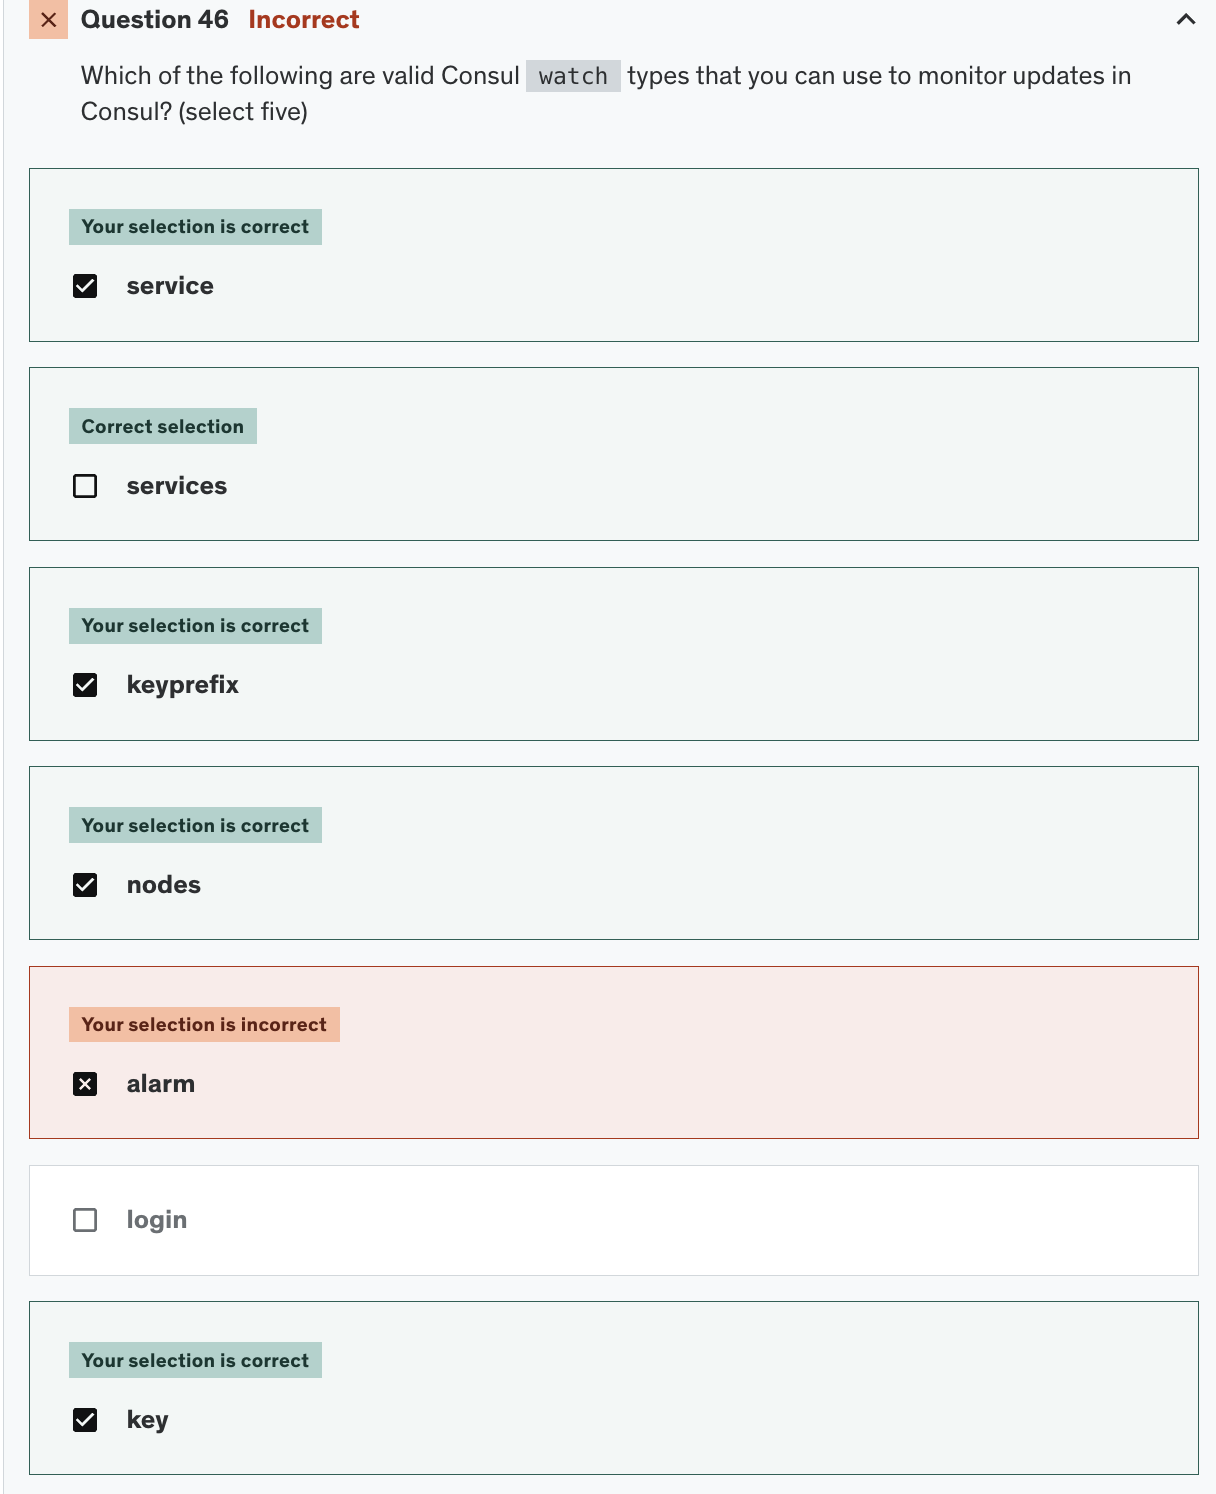 Question 46 Incorrect
Which of the following are valid Consul watch types that you can use to monitor updates in
Consul? (select five)
Your selection is correct
service
Correct selection
services
Your selection is correct
keyprefix
Your selection is correct
nodes
Your selection is incorrect
alarm
login
Your selection is correct
key